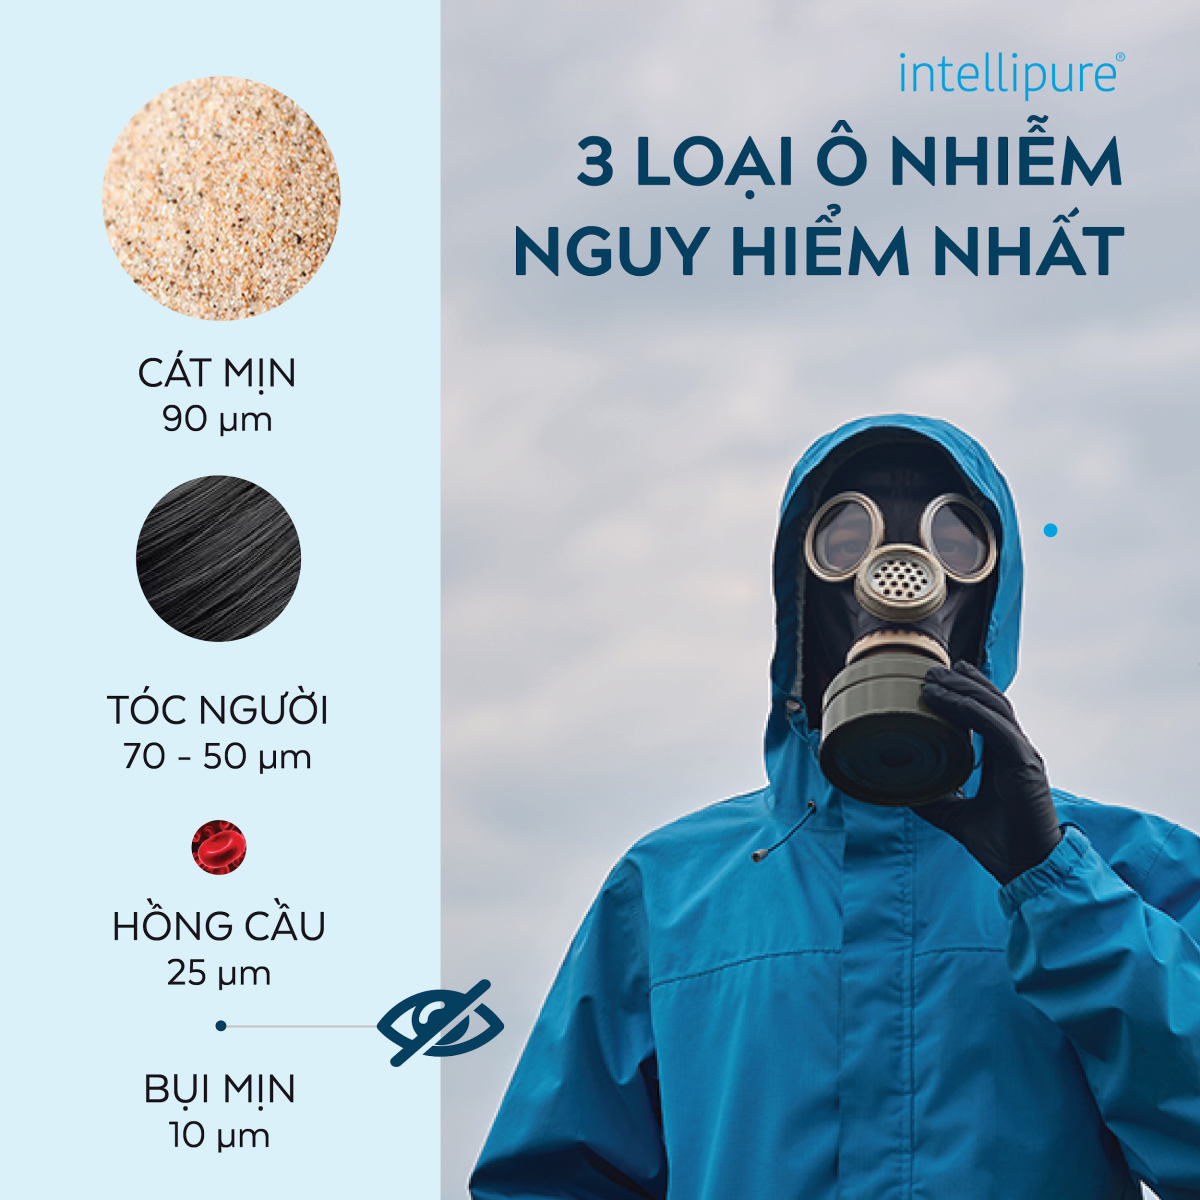 intellipure®
3 LOẠI Ô NHIỄM
NGUY HIỂM NHẤT
CÁT MỊN
90 µm
TÓC NGƯỜI
70 - 50 µm
HỒNG CẦU
25 µm
BỤI MỊN
10 µm